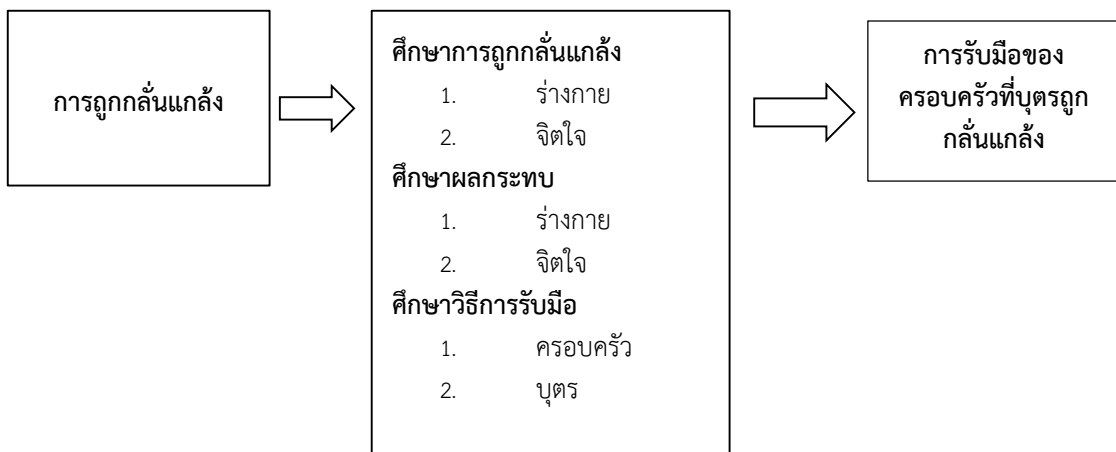 การถูกกลั่นแกล้ง
ศึกษาการถูกกลั่นแกล้ง
1. ร่างกาย
2. จิตใจ
ศึกษาผลกระทบ
1. ร่างกาย
2. จิตใจ
ศึกษาวิธีการรับมือ
1. ครอบครัว
2. บุตร
การรับมือของ
ครอบครัวที่บุตรถูก
กลั่นแกล้ง